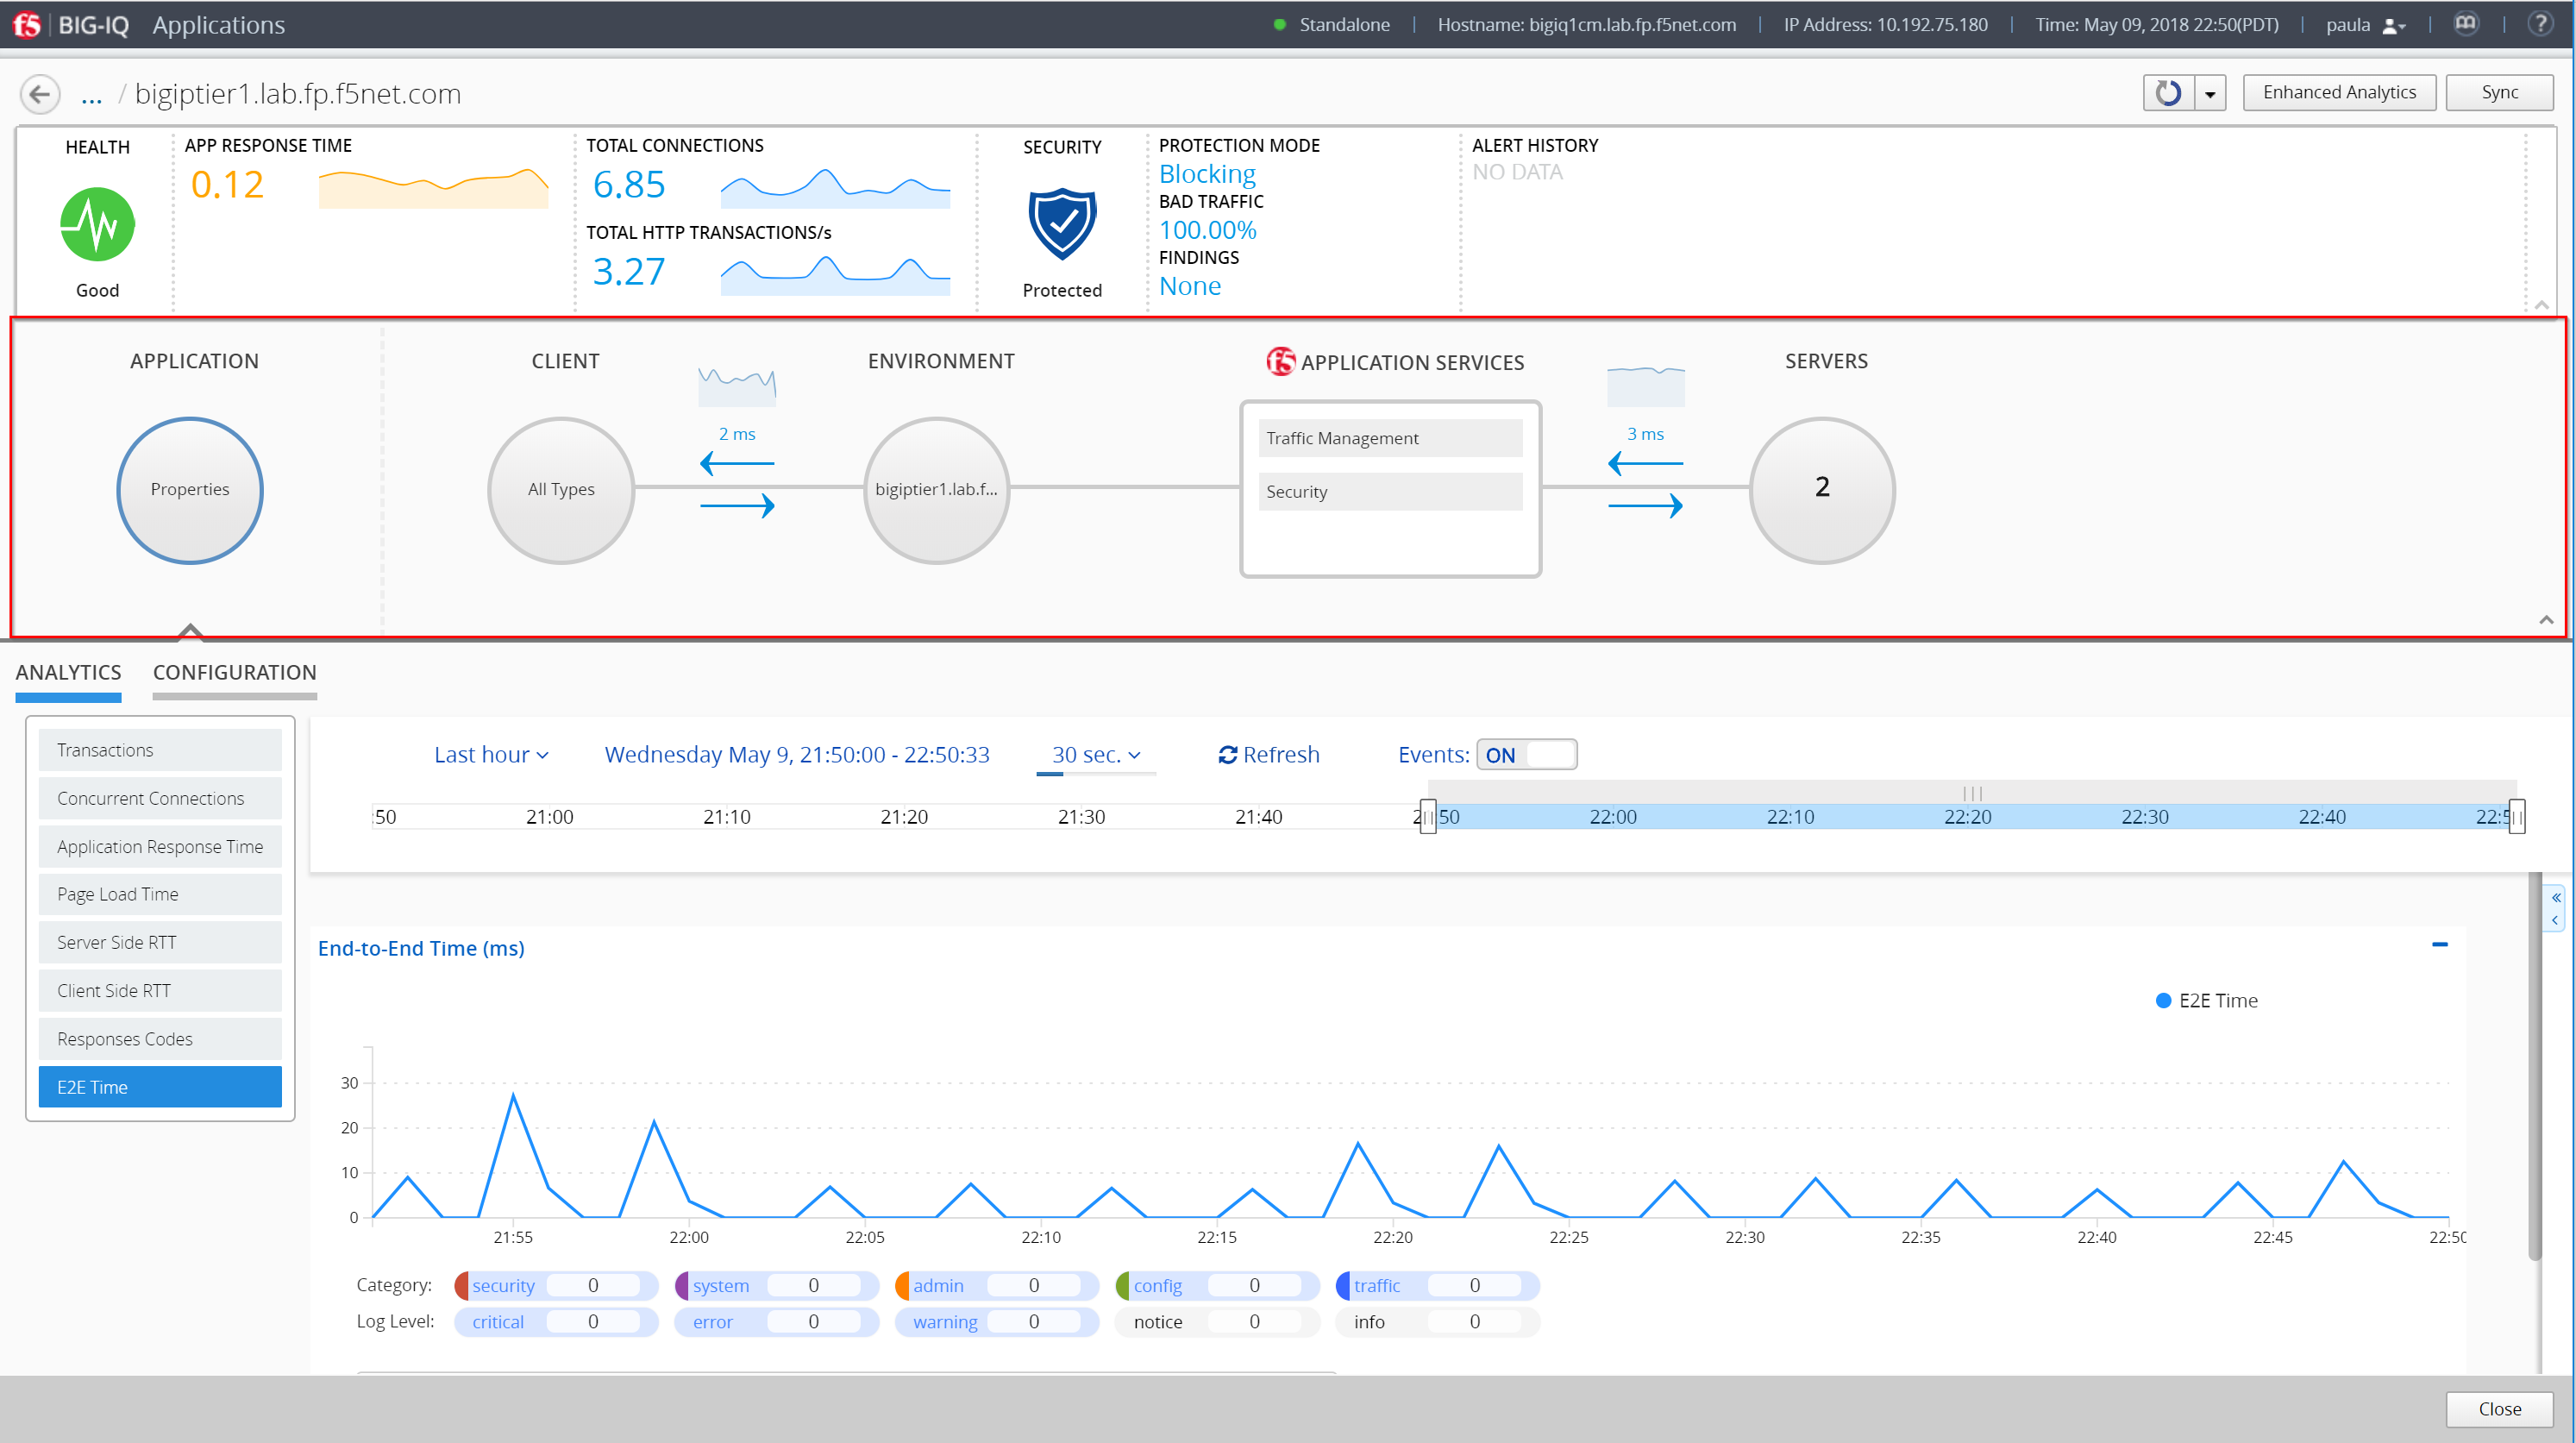 f5 BIG-IQ Applications Standalone Hostname: bigiq1cm.lab.fp.f5net.com IP Address: 10.192.75.180 Time: May 09, 2018 22:50(PDT) paula ?
... / bigiptier1.lab.fp.f5net.com Enhanced Analytics Sync
HEALTH
Good
APP RESPONSE TIME
0.12
TOTAL CONNECTIONS
6.85
TOTAL HTTP TRANSACTIONS/s
3.27
SECURITY
Protected
PROTECTION MODE
Blocking
BAD TRAFFIC
100.00%
FINDINGS
None
ALERT HISTORY
NO DATA
APPLICATION CLIENT ENVIRONMENT f5 APPLICATION SERVICES SERVERS
2 ms 3 ms
Traffic Management
Properties All Types bigiptier1.lab.f... Security 2
ANALYTICS CONFIGURATION
Transactions
Concurrent Connections
Application Response Time
Page Load Time
Server Side RTT
Client Side RTT
Responses Codes
E2E Time
Last hour Wednesday May 9, 21:50:00 - 22:50:33 30 sec. Refresh Events: ON
:50 21:00 21:10 21:20 21:30 21:40 50 22:00 22:10 22:20 22:30 22:40 22:5
End-to-End Time (ms)
E2E Time
30
20
10
0
21:55 22:00 22:05 22:10 22:15 22:20 22:25 22:30 22:35 22:40 22:45 22:50
Category: security 0 system 0 admin 0 config 0 traffic 0
Log Level: critical 0 error 0 warning 0 notice 0 info 0
Close